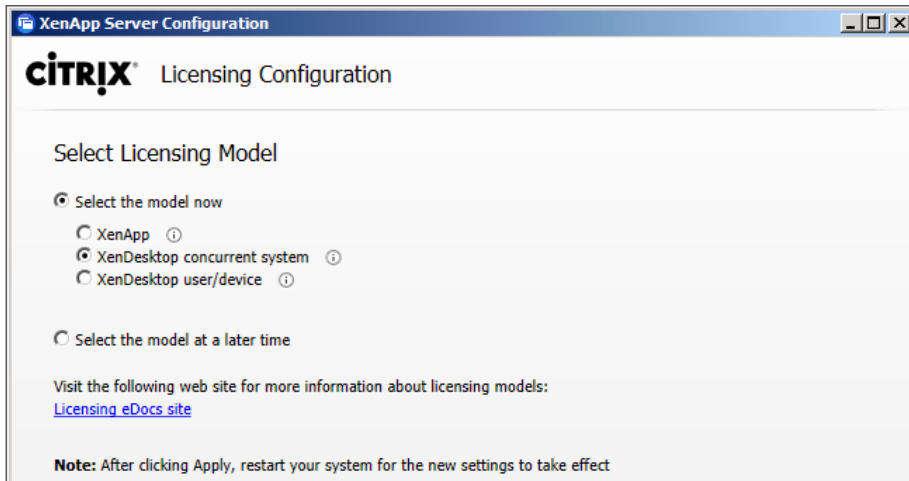 XenApp Server Configuration
CİTRIX® Licensing Configuration
Select Licensing Model
Select the model now
XenApp
XenDesktop concurrent system
XenDesktop user/device
Select the model at a later time
Visit the following web site for more information about licensing models:
Licensing eDocs site
Note: After clicking Apply, restart your system for the new settings to take effect